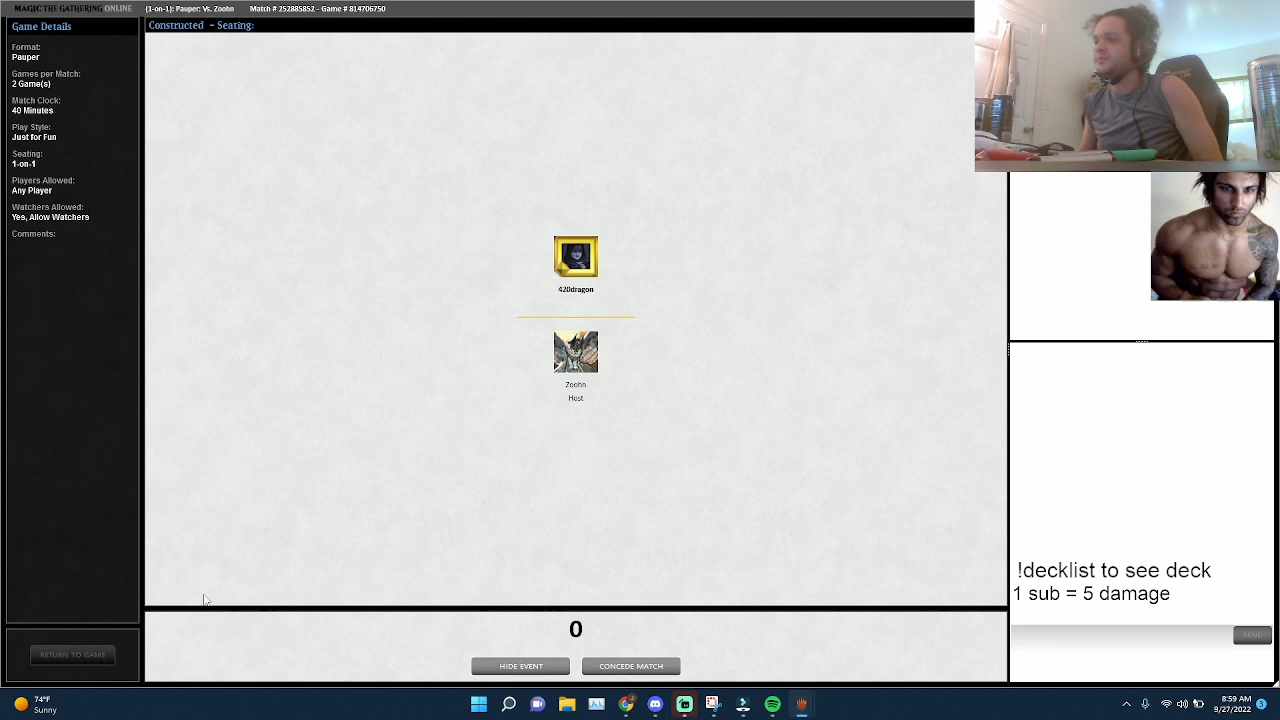 MAGIC THE GATHERING ONLINE
(1-on-1): Pauper: Vs. Zoohn
Match # 252885852 - Game # 814706750
Game Details
Constructed - Seating:
Format:
Pauper
Games per Match:
2 Game(s)
Match Clock:
40 Minutes
Play Style:
Just for Fun
Seating:
1-on-1
Players Allowed:
Any Player
Watchers Allowed:
Yes, Allow Watchers
Comments:
420dragon
Zoohn
Host
!decklist to see deck
1 sub = 5 damage
SEND
0
RETURN TO GAME
HIDE EVENT
CONCEDE MATCH
74°F
Sunny
8:59 AM
9/27/2022
3